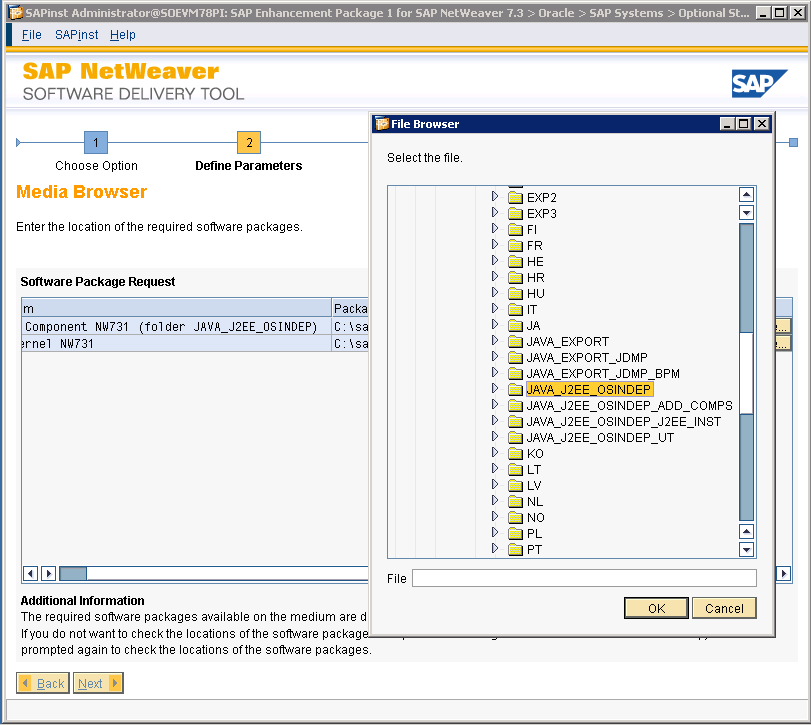 SAPinst Administrator@SOEVM78PI: SAP Enhancement Package 1 for SAP NetWeaver 7.3 > Oracle > SAP Systems > Optional St...
File SAPinst Help
SAP NetWeaver
SOFTWARE DELIVERY TOOL
SAP
1
2
Choose Option
Define Parameters
Media Browser
Enter the location of the required software packages.
Software Package Request
m Packa
Component NW731 (folder JAVA_J2EE_OSINDEP) C:\sa
ernel NW731 C:\sa
Additional Information
The required software packages available on the medium are d
If you do not want to check the locations of the software package
prompted again to check the locations of the software packages.
Back Next
File Browser
Select the file.
EXP2
EXP3
FI
FR
HE
HR
HU
IT
JA
JAVA_EXPORT
JAVA_EXPORT_JDMP
JAVA_EXPORT_JDMP_BPM
JAVA_J2EE_OSINDEP
JAVA_J2EE_OSINDEP_ADD_COMPS
JAVA_J2EE_OSINDEP_J2EE_INST
JAVA_J2EE_OSINDEP_UT
KO
LT
LV
NL
NO
PL
PT
File
OK Cancel